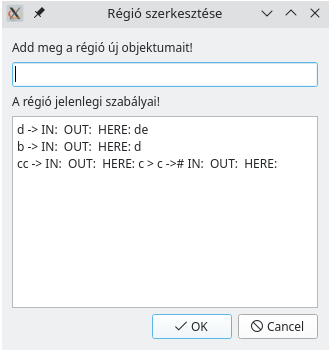 Régió szerkesztése
Add meg a régió új objektumait!
A régió jelenlegi szabályai!
d -> IN:  OUT:  HERE: de
b -> IN:  OUT:  HERE: d
cc -> IN:  OUT:  HERE: c > c -># IN:  OUT:  HERE:
OK
Cancel